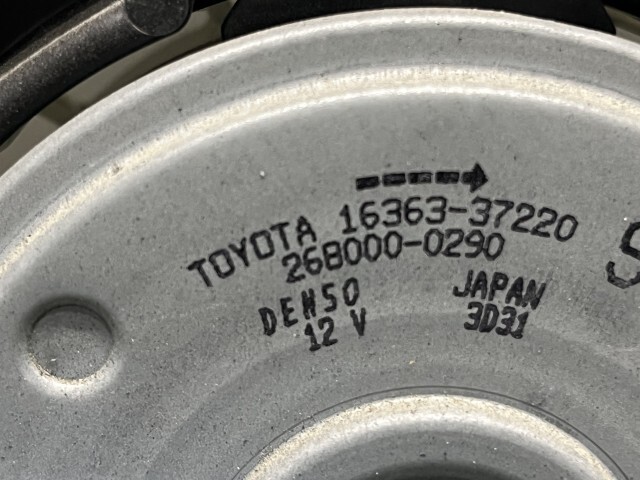 TOYOTA 16363-37220
268000-0290
DENSO JAPAN
12 V 3D31
S